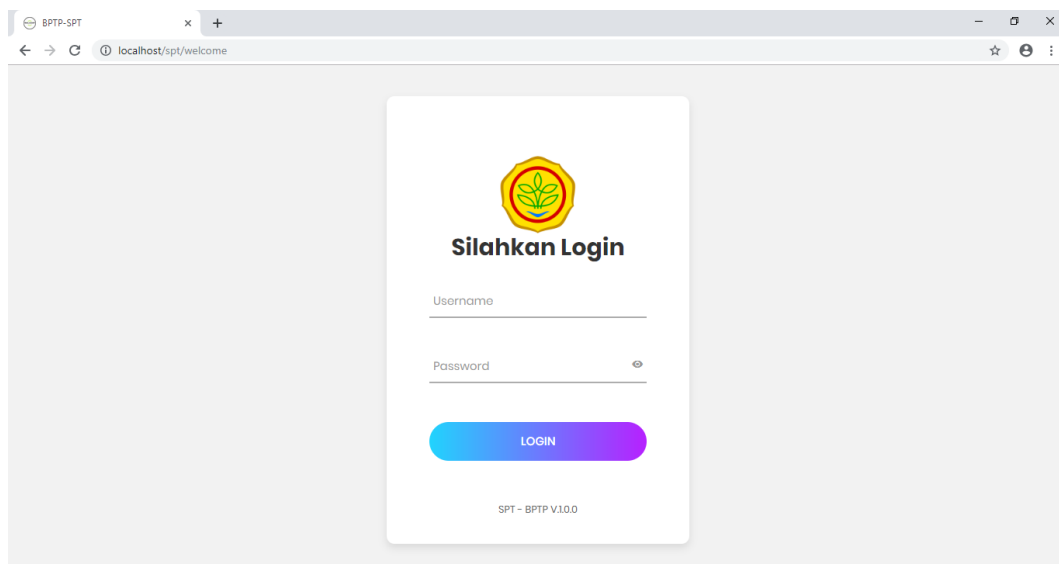 BPTP-SPT
localhost/spt/welcome
Silahkan Login
Username
Password
LOGIN
SPT - BPTP V.1.0.0